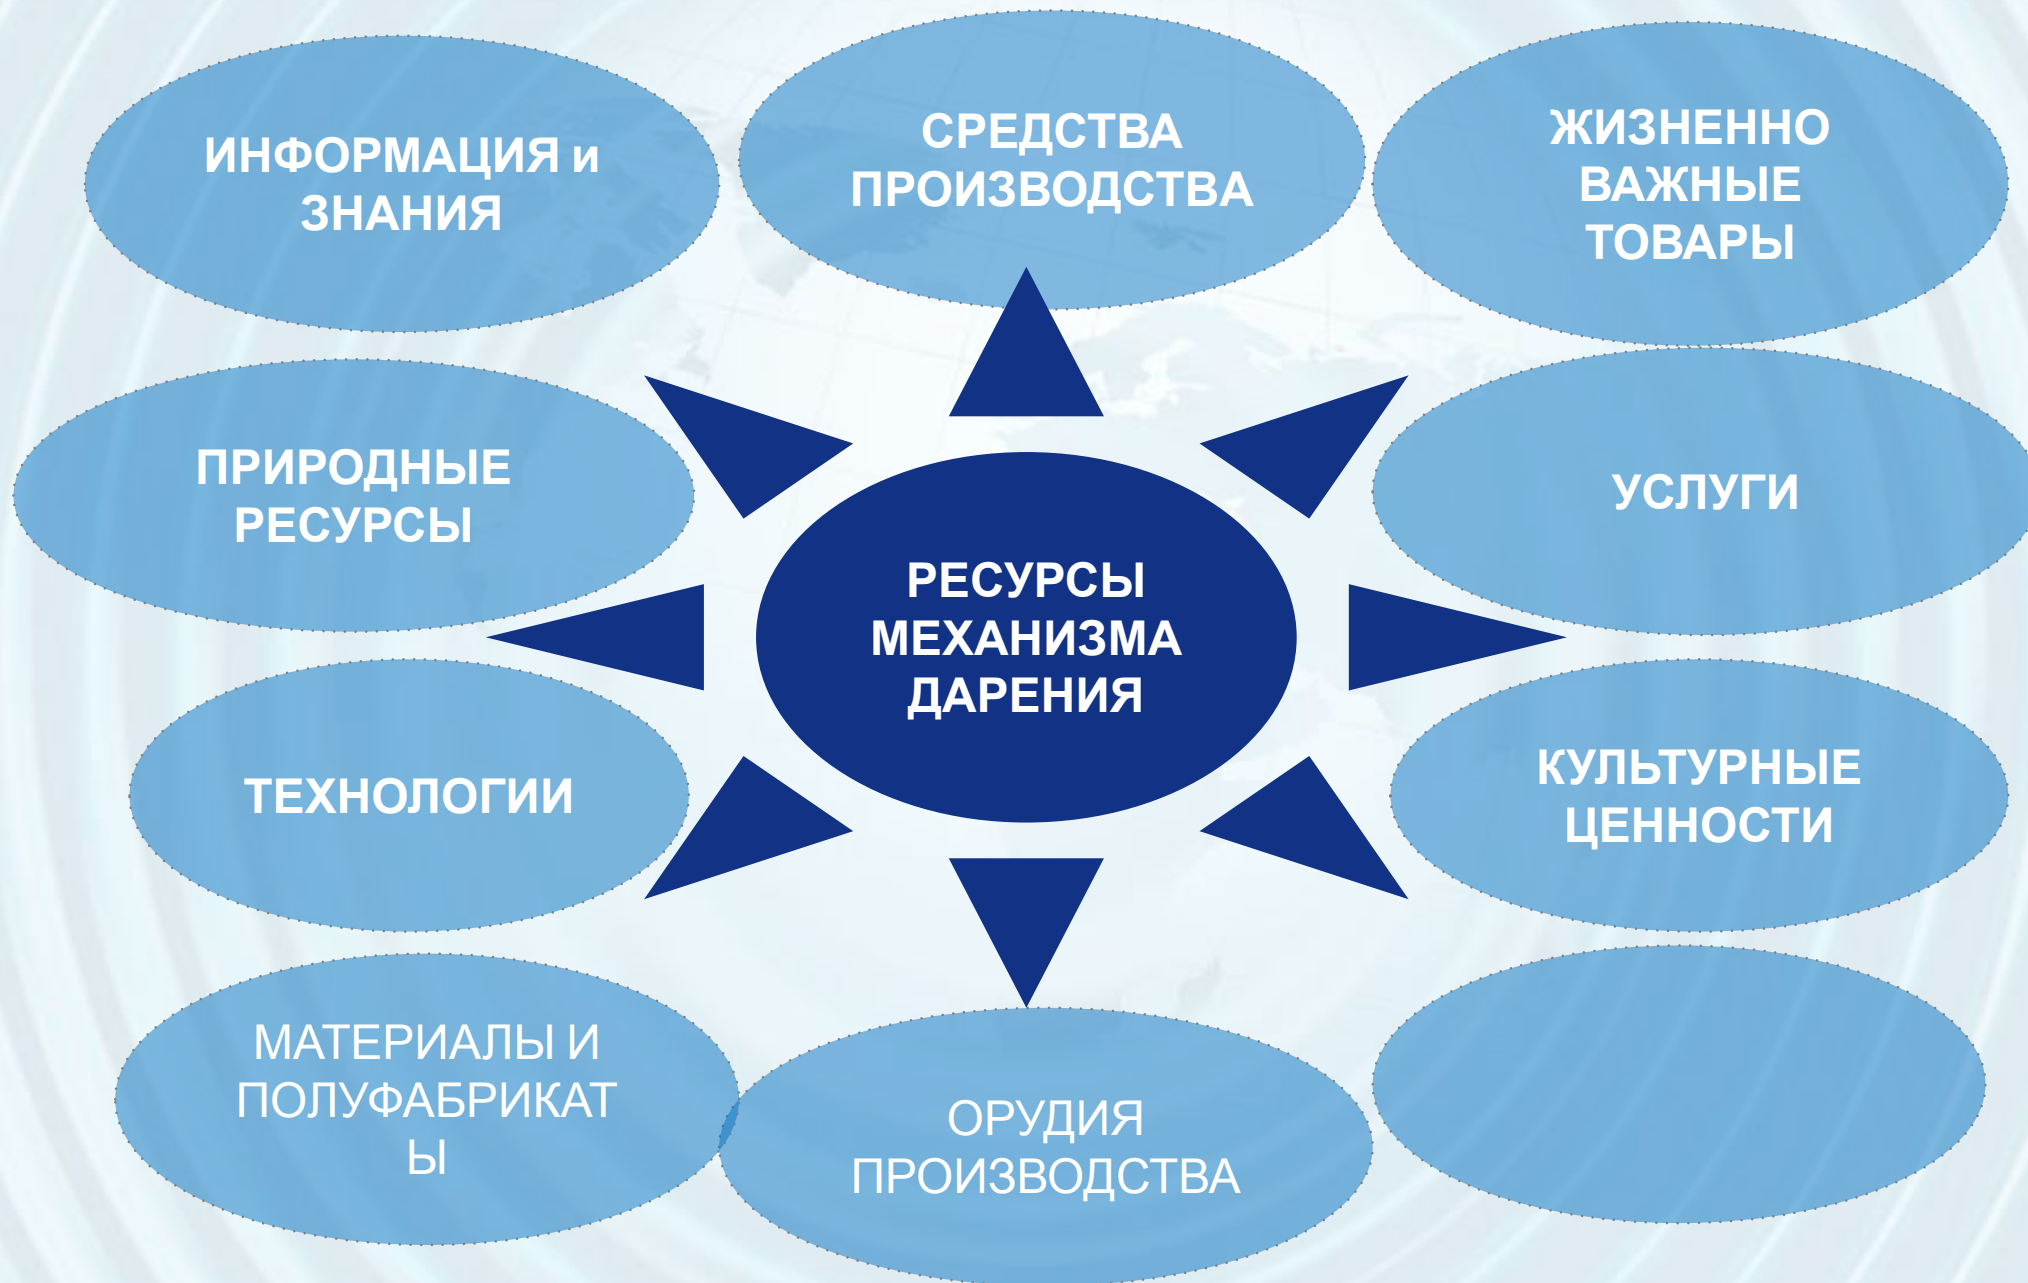 ИНФОРМАЦИЯ и
ЗНАНИЯ
СРЕДСТВА
ПРОИЗВОДСТВА
ЖИЗНЕННО
ВАЖНЫЕ
ТОВАРЫ
ПРИРОДНЫЕ
РЕСУРСЫ
УСЛУГИ
РЕСУРСЫ
МЕХАНИЗМА
ДАРЕНИЯ
ТЕХНОЛОГИИ
КУЛЬТУРНЫЕ
ЦЕННОСТИ
МАТЕРИАЛЫ И
ПОЛУФАБРИКАТ
Ы
ОРУДИЯ
ПРОИЗВОДСТВА